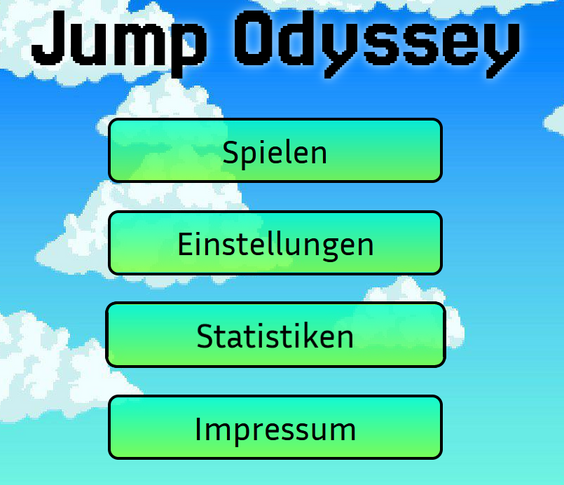 Jump Odyssey
Spielen
Einstellungen
Statistiken
Impressum